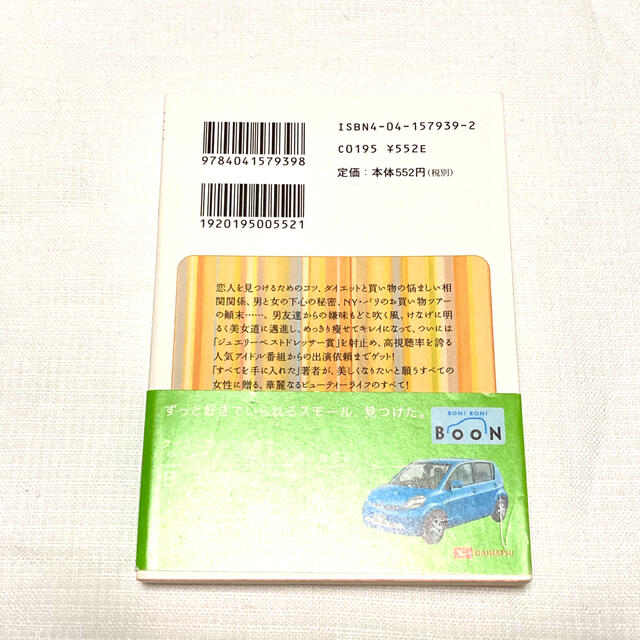 ISBN4-04-157939-2
C0195 ¥552E
定価:本体552円(税別)
9784041579398
1920195005521
恋人を見つけるためのコツ、ダイエットと買い物の悩ましい相
関関係、男と女の下心の秘密、NY・パリのお買い物ツアー
の顚末……。男友達からの嫌味もどこ吹く風、けなげに明
るく美女道に邁進し、めっきり痩せてキレイになって、ついには
「ジュエリーベストドレッサー賞」を射止め、高視聴率を誇る
人気アイドル番組からの出演依頼までゲット!
「すべてを手に入れた」著者が、美しくなりたいと願うすべての
女性に贈る、華麗なるビューティーライフのすべて!
ずっと好きでいられるスモール、見つけた。
BON! BON!
BOON
DAIHATSU